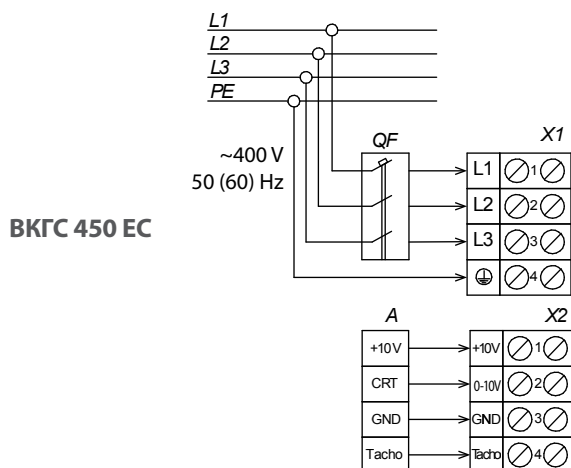 L1
L2
L3
PE
~400 V
50 (60) Hz
QF
X1
L1
1
L2
2
L3
3
4
ВКГС 450 ЕС
A
X2
+10V
+10V
1
CRT
0-10V
2
GND
GND
3
Tacho
Tacho
4